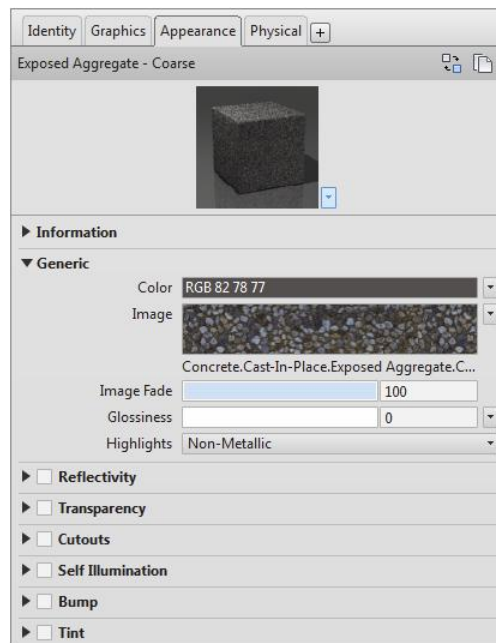 Identity Graphics Appearance Physical +
Exposed Aggregate - Coarse
Information
Generic
Color RGB 82 78 77
Image
Concrete.Cast-In-Place.Exposed Aggregate.C...
Image Fade 100
Glossiness 0
Highlights Non-Metallic
Reflectivity
Transparency
Cutouts
Self Illumination
Bump
Tint